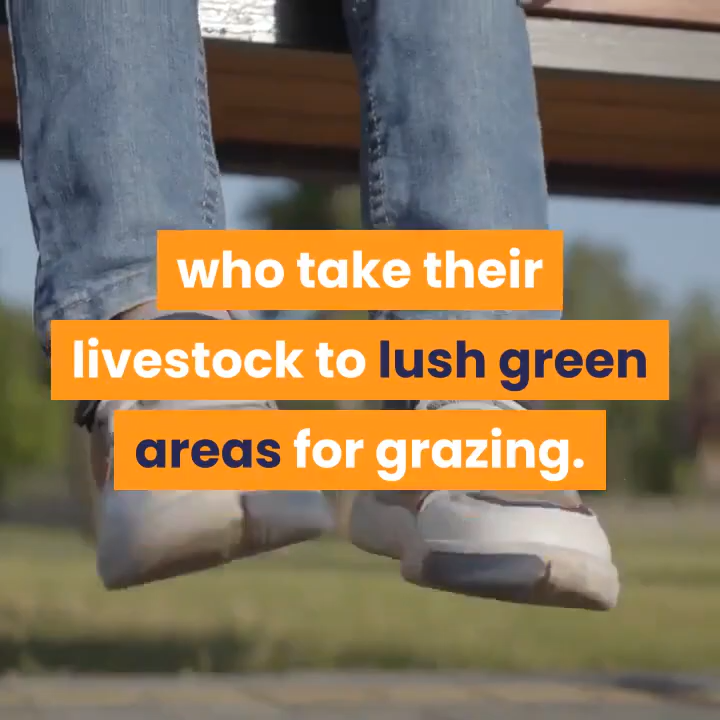 who take their
livestock to lush green
areas for grazing.